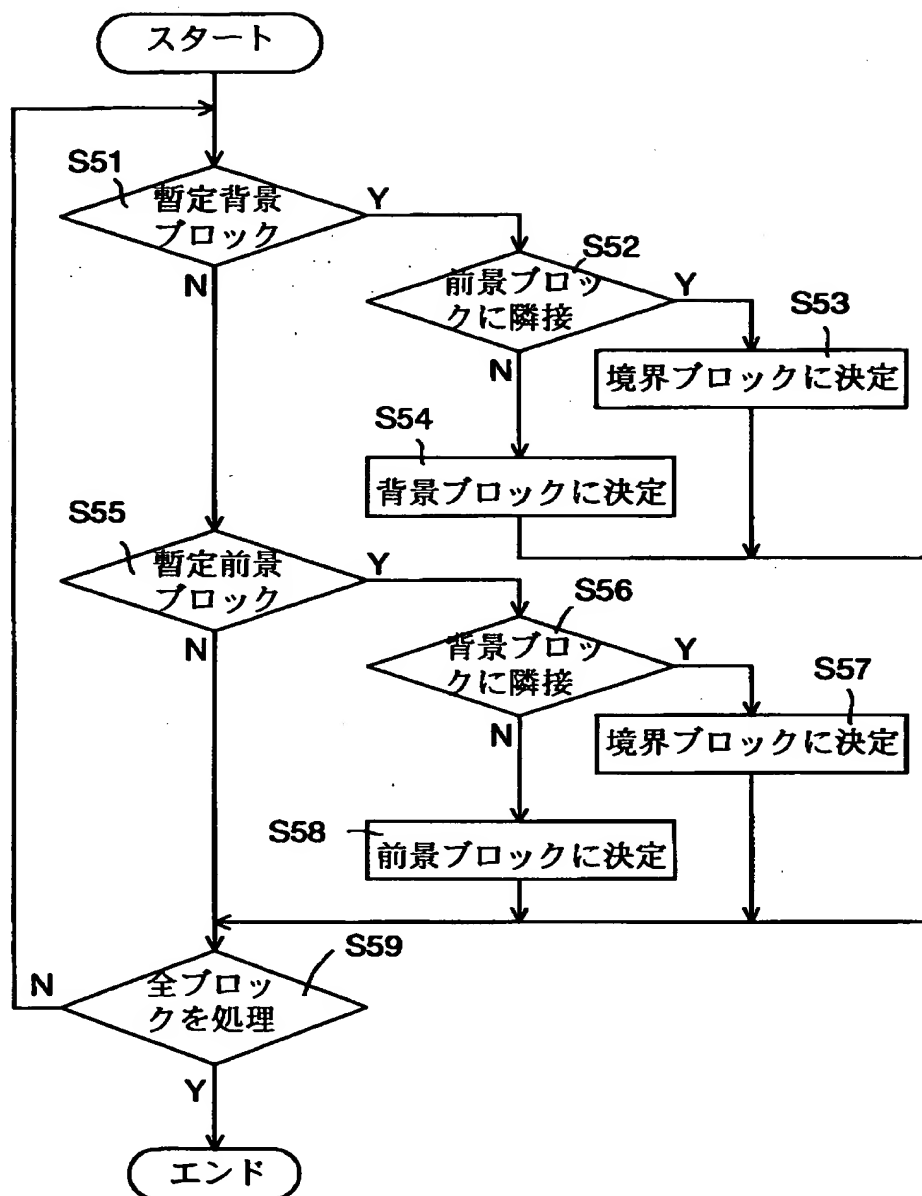 スタート
S51
暫定背景
ブロック
Y
N
S52
前景ブロッ
クに隣接
Y
N
S53
境界ブロックに決定
S54
背景ブロックに決定
S55
暫定前景
ブロック
Y
N
S56
背景ブロッ
クに隣接
Y
N
S57
境界ブロックに決定
S58
前景ブロックに決定
S59
全ブロッ
クを処理
N
Y
エンド